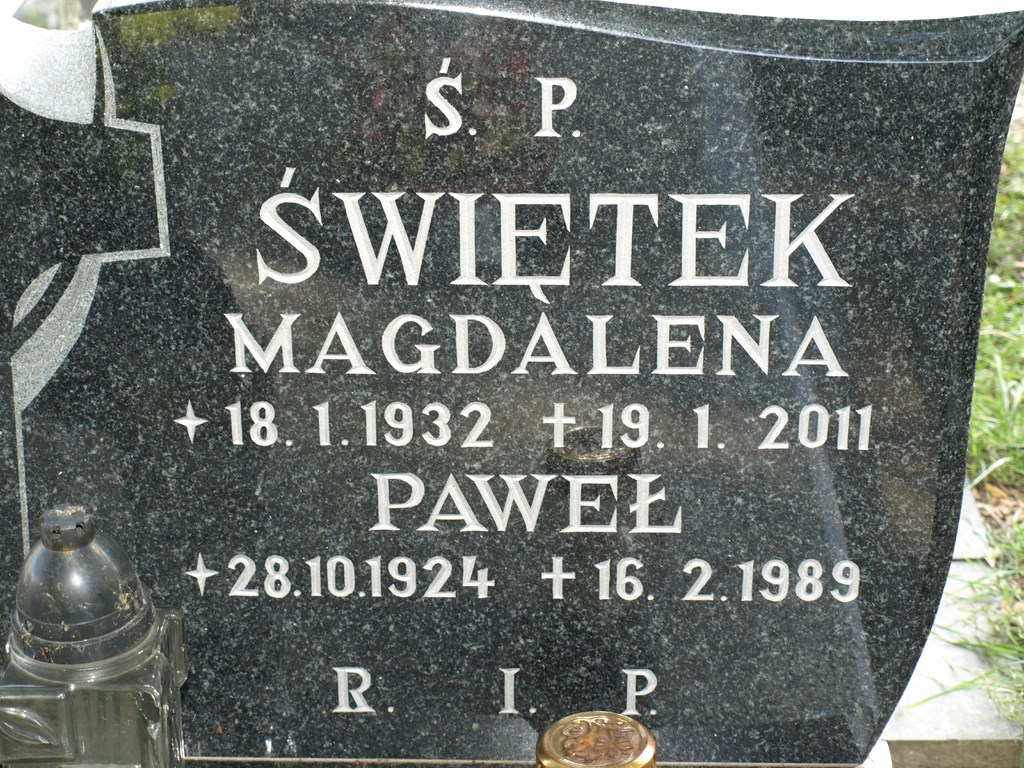 Ś. P.
ŚWIĘTEK
MAGDALENA
18. 1. 1932 † 19. 1. 2011
PAWEŁ
28.10.1924 † 16. 2. 1989
R. I. P.